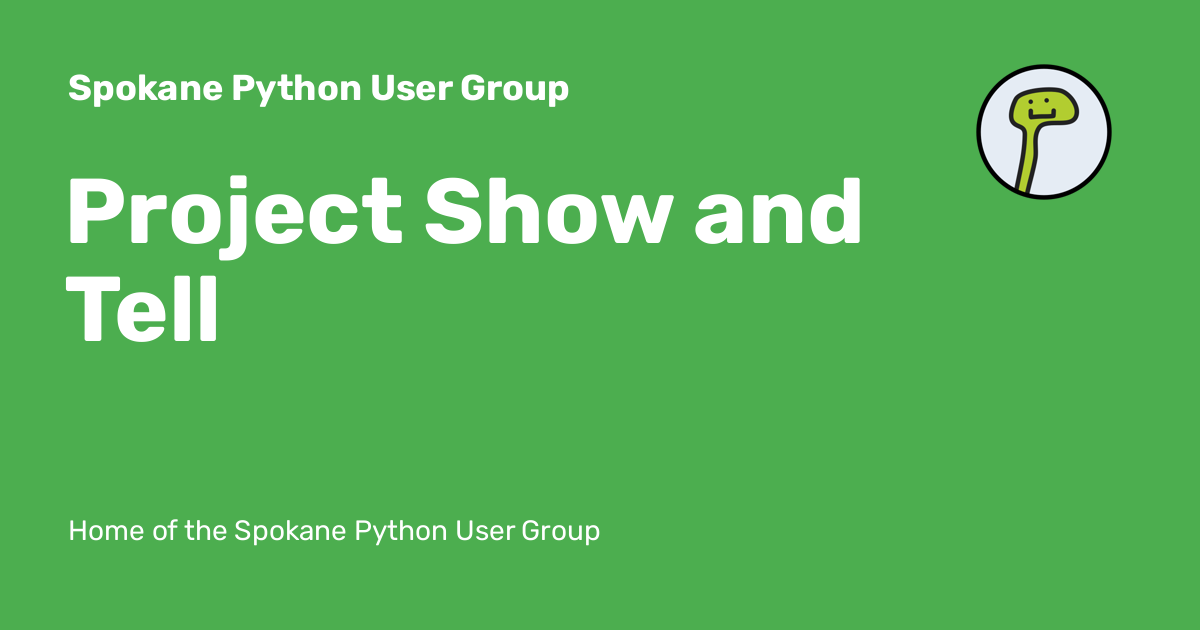 Spokane Python User Group
Project Show and
Tell
Home of the Spokane Python User Group